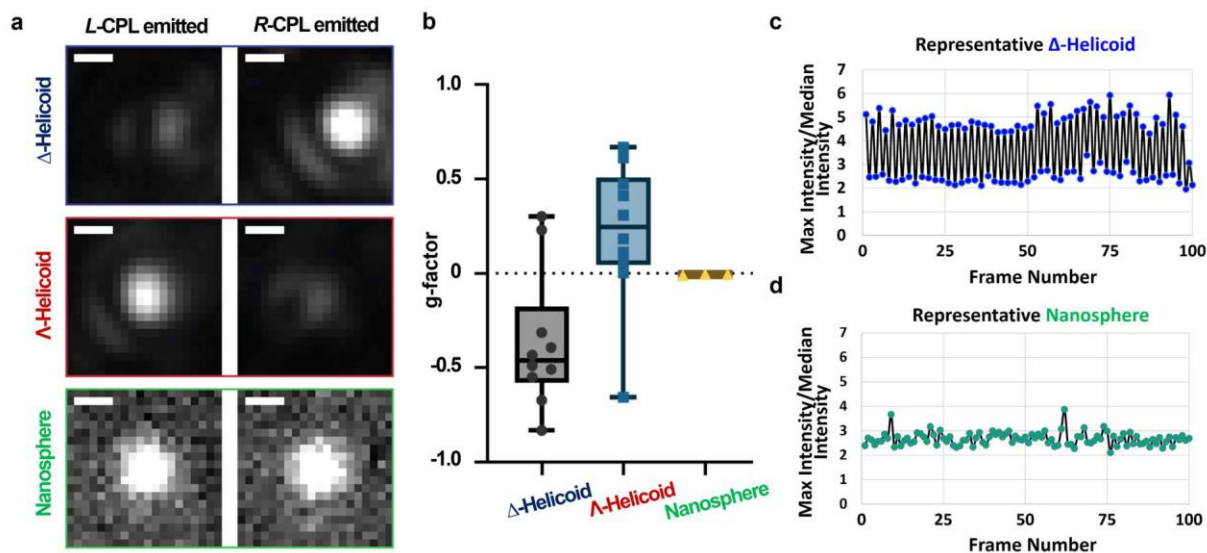 a
L-CPL emitted
R-CPL emitted
Δ-Helicoid
Λ-Helicoid
Nanosphere
b
g-factor
1.0
0.5
0
-0.5
-1.0
Δ-Helicoid
Λ-Helicoid
Nanosphere
c
Representative Δ-Helicoid
Max Intensity/Median
Intensity
7
6
5
4
3
2
1
0
0
25
50
75
100
Frame Number
d
Representative Nanosphere
Max Intensity/Median
Intensity
7
6
5
4
3
2
1
0
0
25
50
75
100
Frame Number